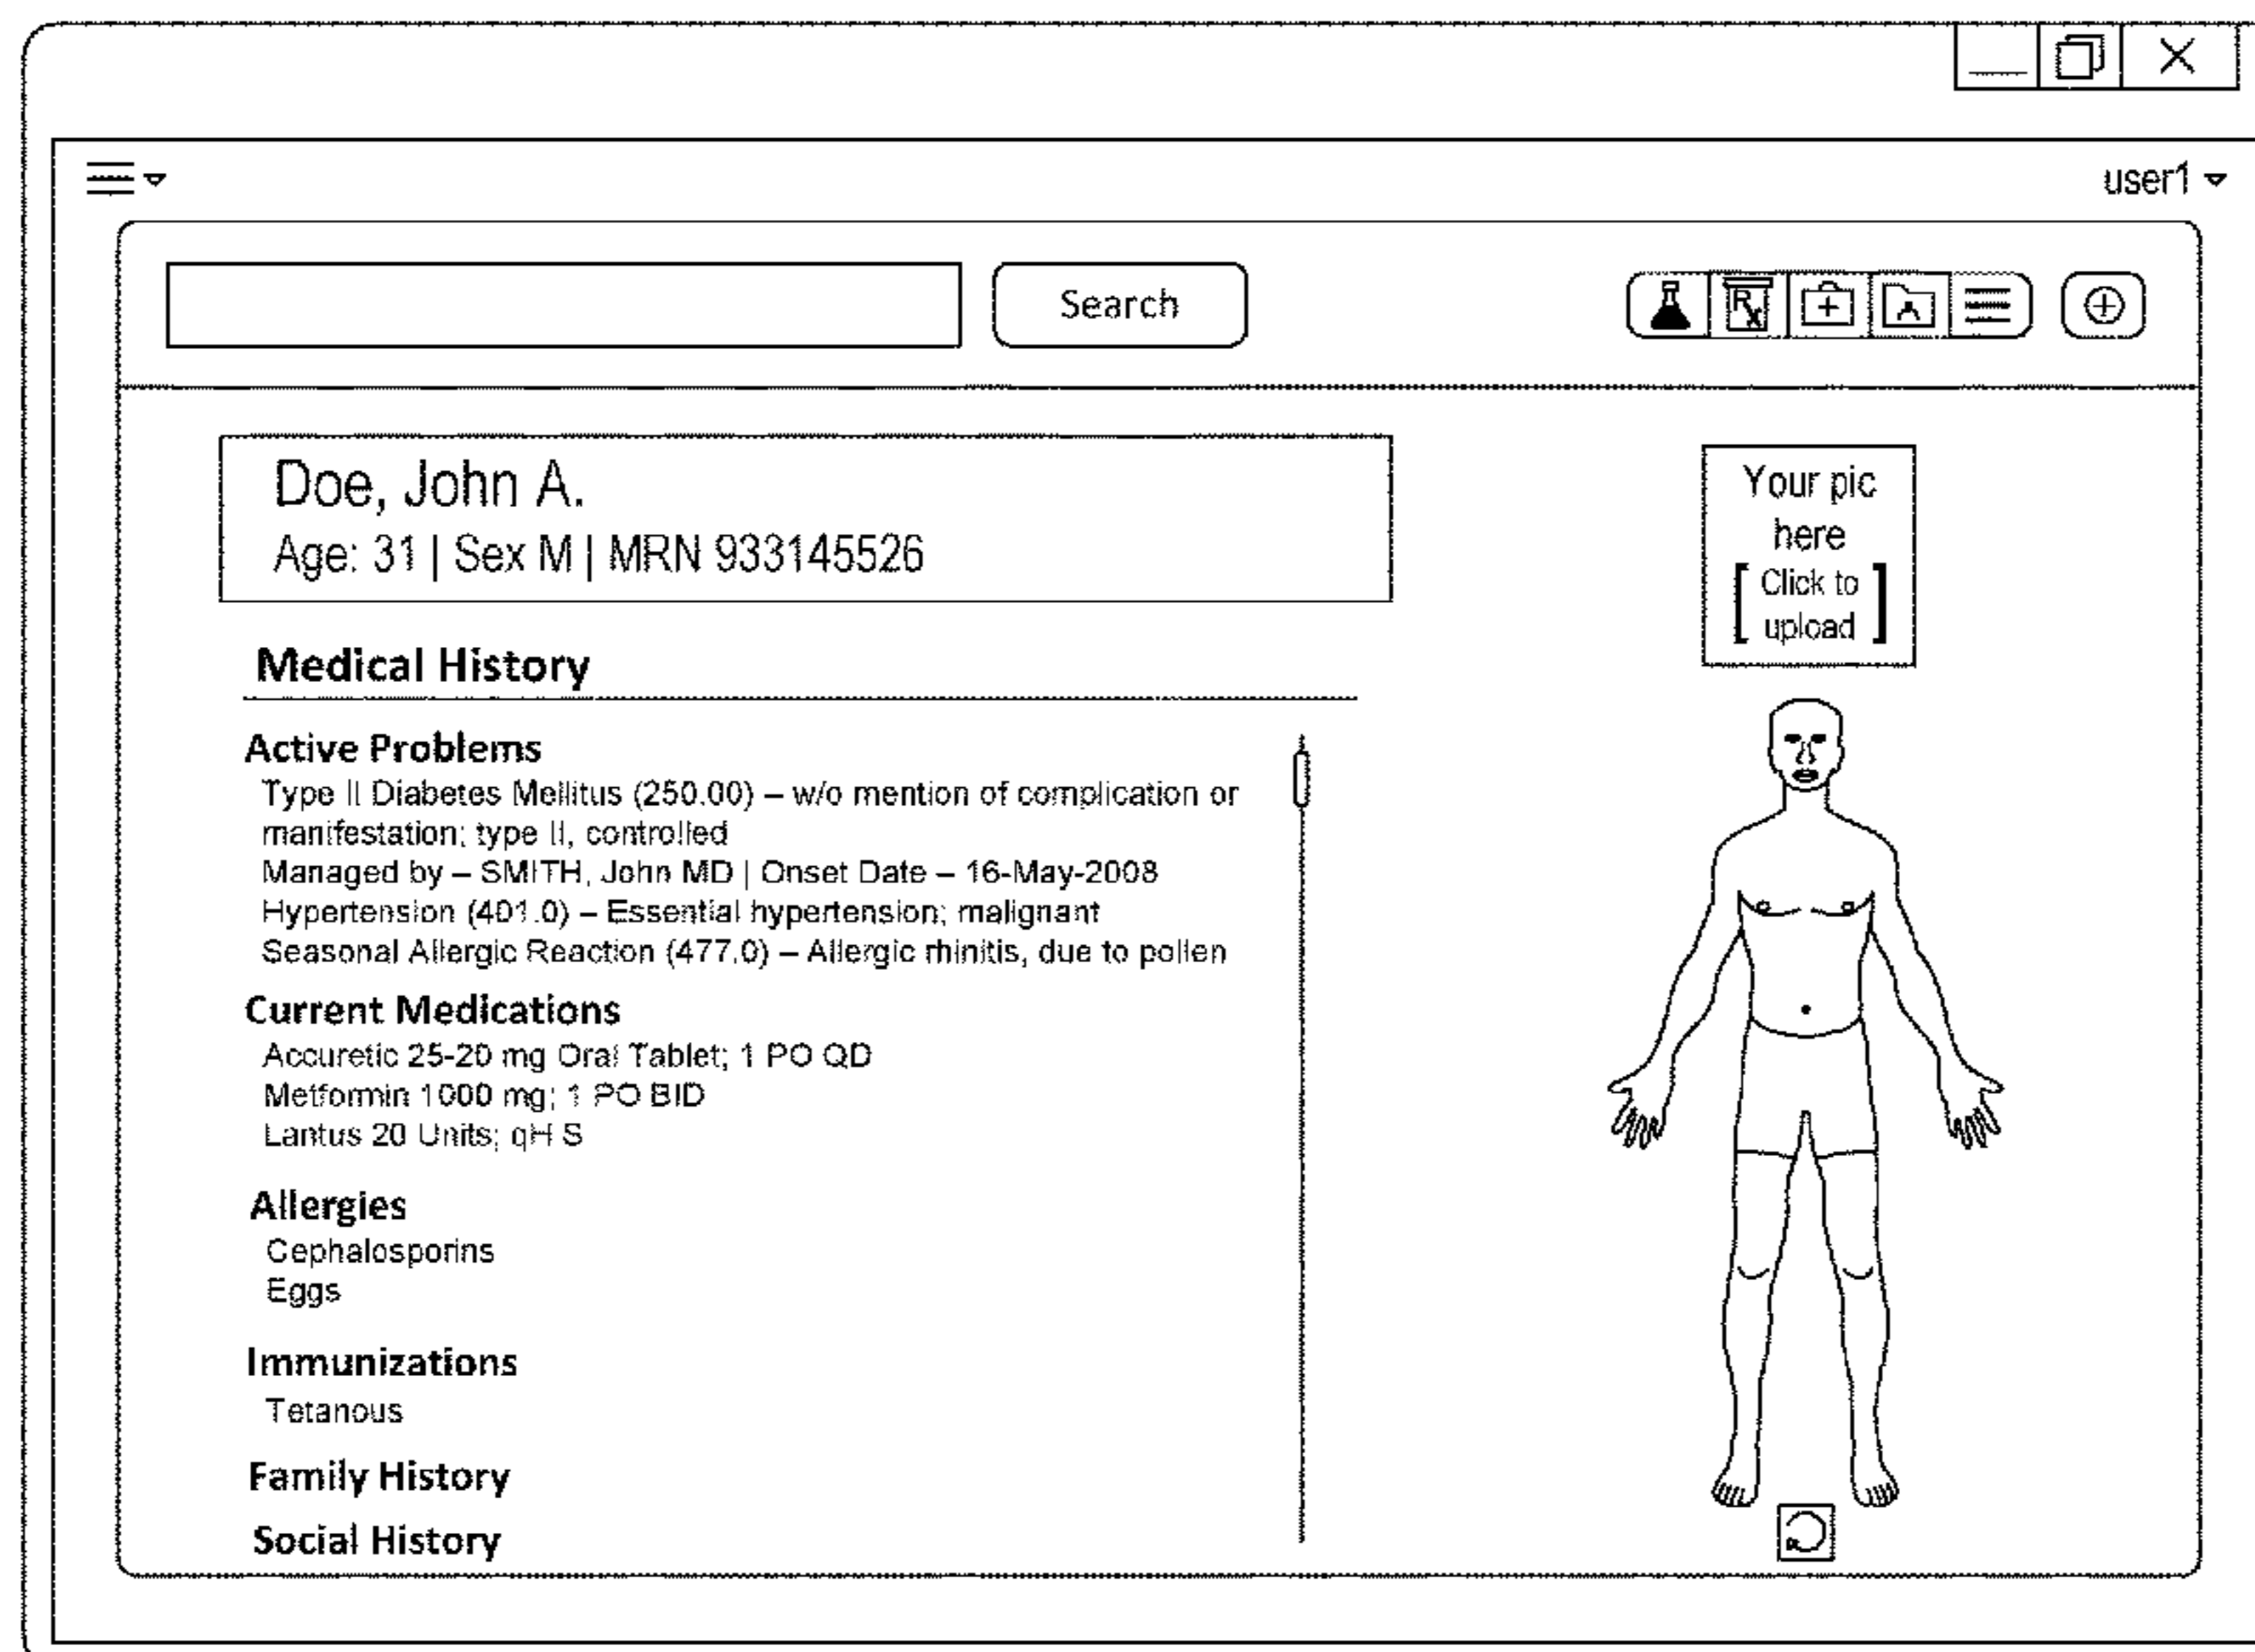 user1
Search
Doe, John A.
Age: 31 | Sex M | MRN 933145526
Your pic
here
[ Click to
upload ]
Medical History
Active Problems
Type II Diabetes Mellitus (250.00) – w/o mention of complication or
manifestation; type II, controlled
Managed by – SMITH, John MD | Onset Date – 16-May-2008
Hypertension (401.0) – Essential hypertension; malignant
Seasonal Allergic Reaction (477.0) – Allergic rhinitis, due to pollen
Current Medications
Accuretic 25-20 mg Oral Tablet; 1 PO QD
Metformin 1000 mg; 1 PO BID
Lantus 20 Units; qH S
Allergies
Cephalosporins
Eggs
Immunizations
Tetanous
Family History
Social History
Rx